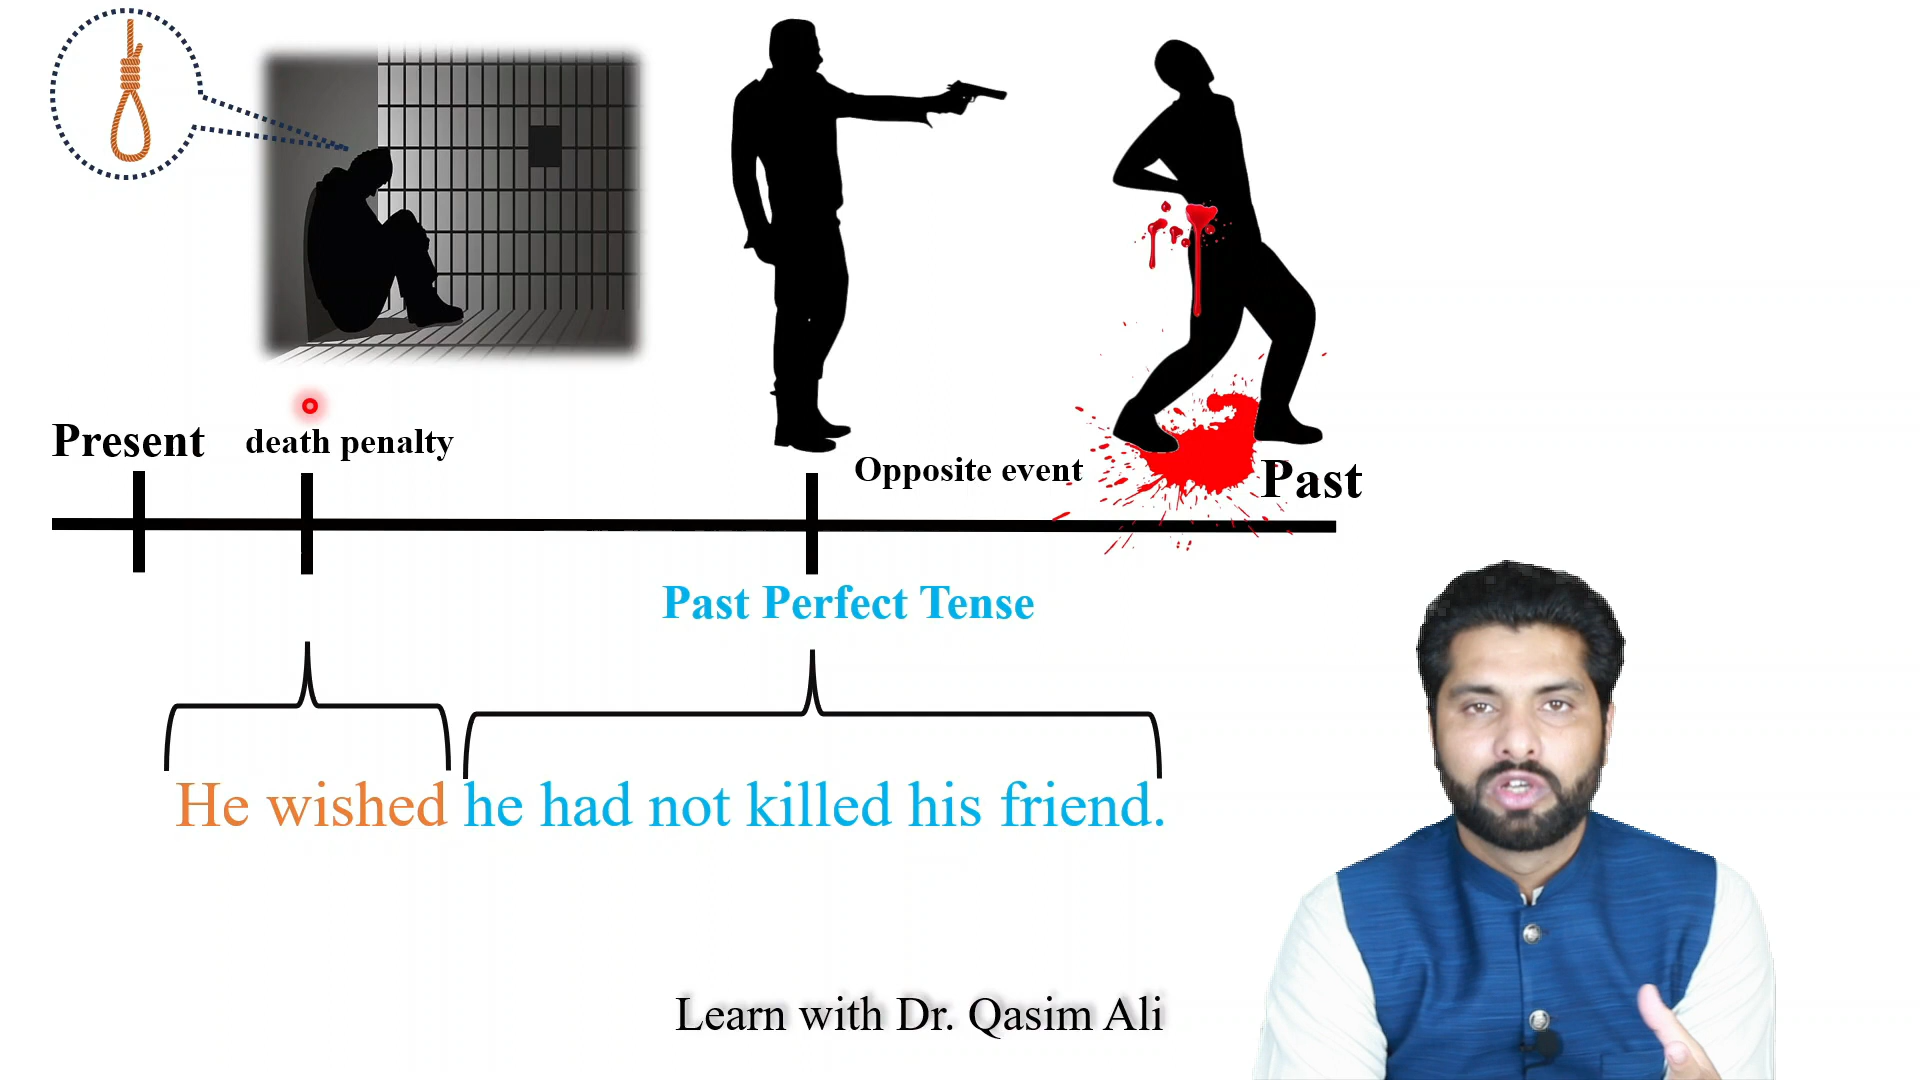 Present
death penalty
Opposite event
Past
Past Perfect Tense
He wished he had not killed his friend.
Learn with Dr. Qasim Ali